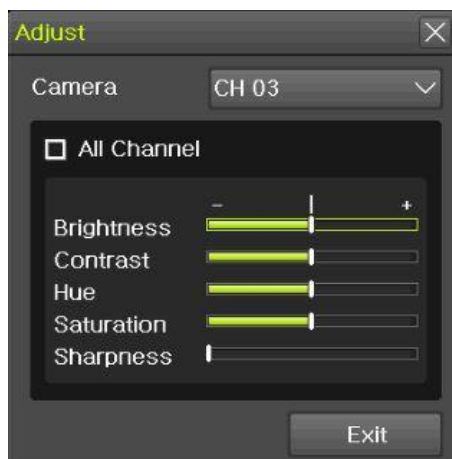 Adjust
Camera CH 03
All Channel
- | +
Brightness
Contrast
Hue
Saturation
Sharpness
Exit